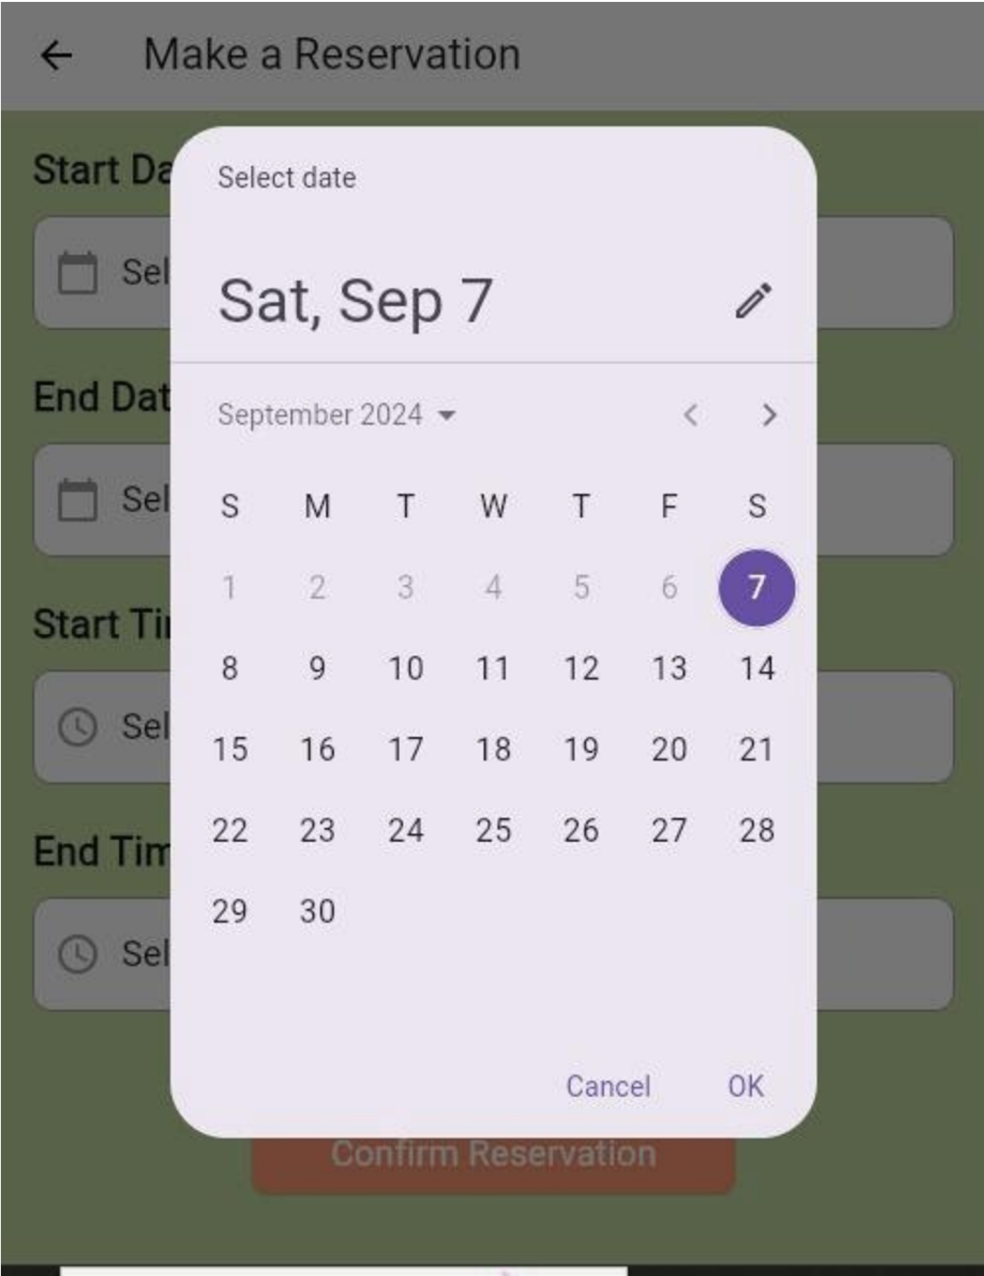 Make a Reservation
Start Da
Select date
Sel
Sat, Sep 7
End Dat
September 2024
Sel
S M T W T F S
1 2 3 4 5 6 7
Start Ti
8 9 10 11 12 13 14
Sel
15 16 17 18 19 20 21
22 23 24 25 26 27 28
End Tim
29 30
Sel
Cancel OK
Confirm Reservation